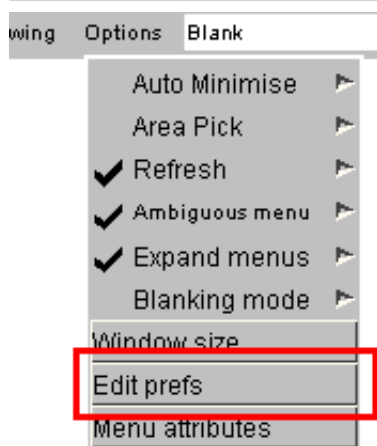 wing Options Blank
Auto Minimise
Area Pick
Refresh
Ambiguous menu
Expand menus
Blanking mode
Window size
Edit prefs
Menu attributes